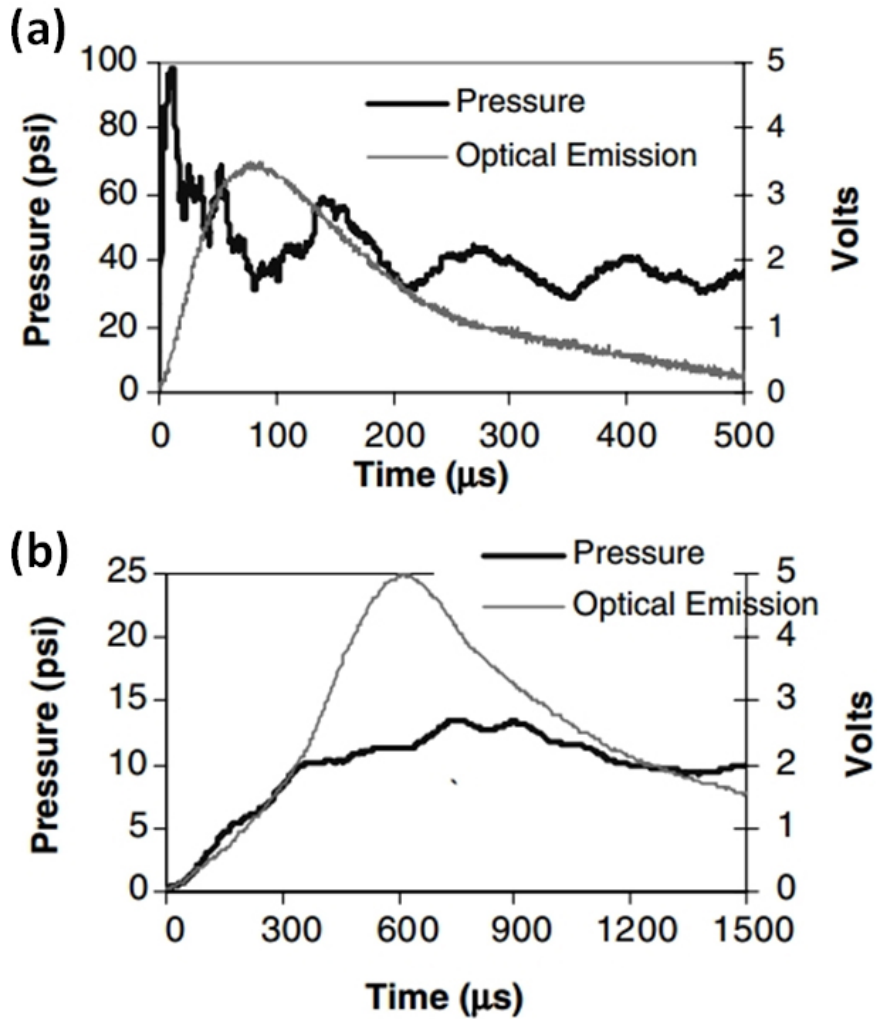 (a)
100
80
60
40
20
0
Pressure (psi)
5
4
3
2
1
0
Volts
Pressure
Optical Emission
0 100 200 300 400 500
Time (μs)
(b)
25
20
15
10
5
0
Pressure (psi)
5
4
3
2
1
0
Volts
Pressure
Optical Emission
0 300 600 900 1200 1500
Time (μs)